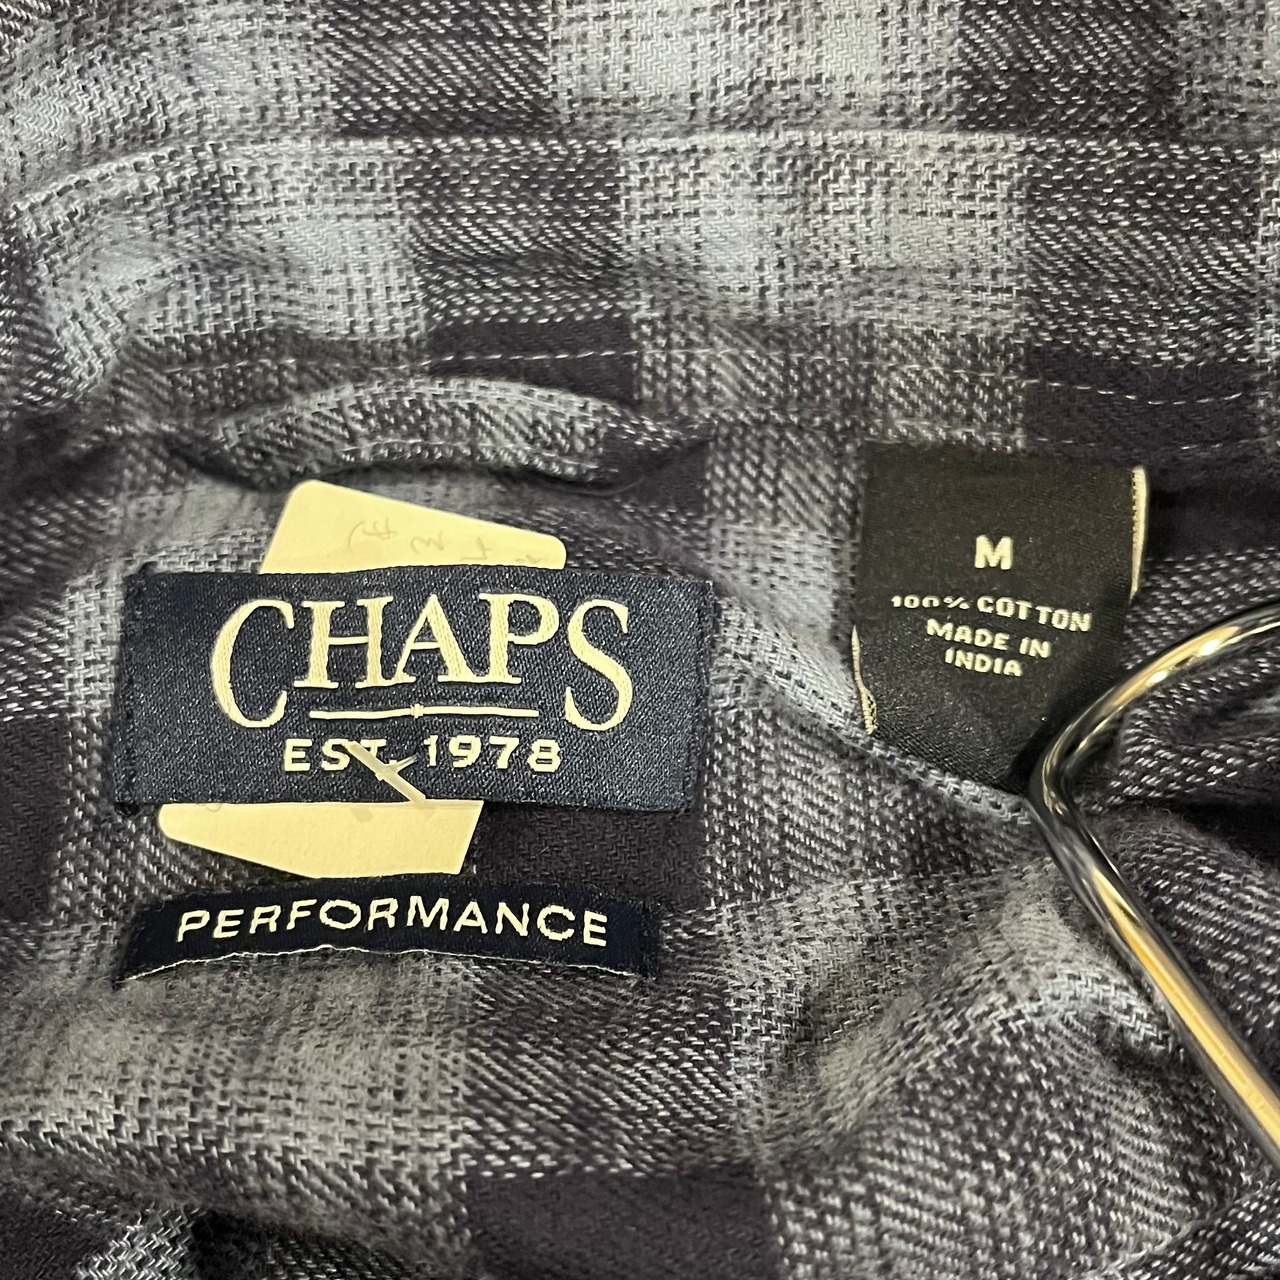 CHAPS
EST. 1978
PERFORMANCE
M
100% COTTON
MADE IN
INDIA